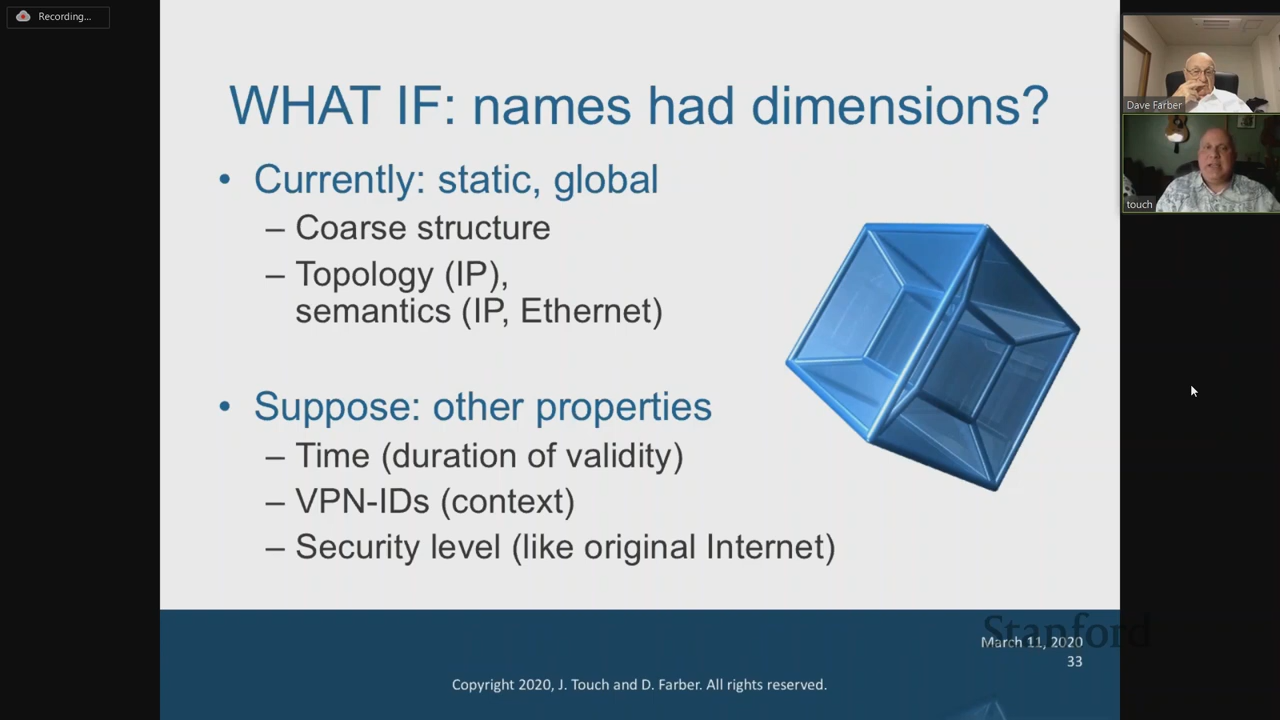 Recording...
WHAT IF: names had dimensions?
• Currently: static, global
– Coarse structure
– Topology (IP),
semantics (IP, Ethernet)
• Suppose: other properties
– Time (duration of validity)
– VPN-IDs (context)
– Security level (like original Internet)
Stanford
March 11, 2020
33
Copyright 2020, J. Touch and D. Farber. All rights reserved.
Dave Farber
touch